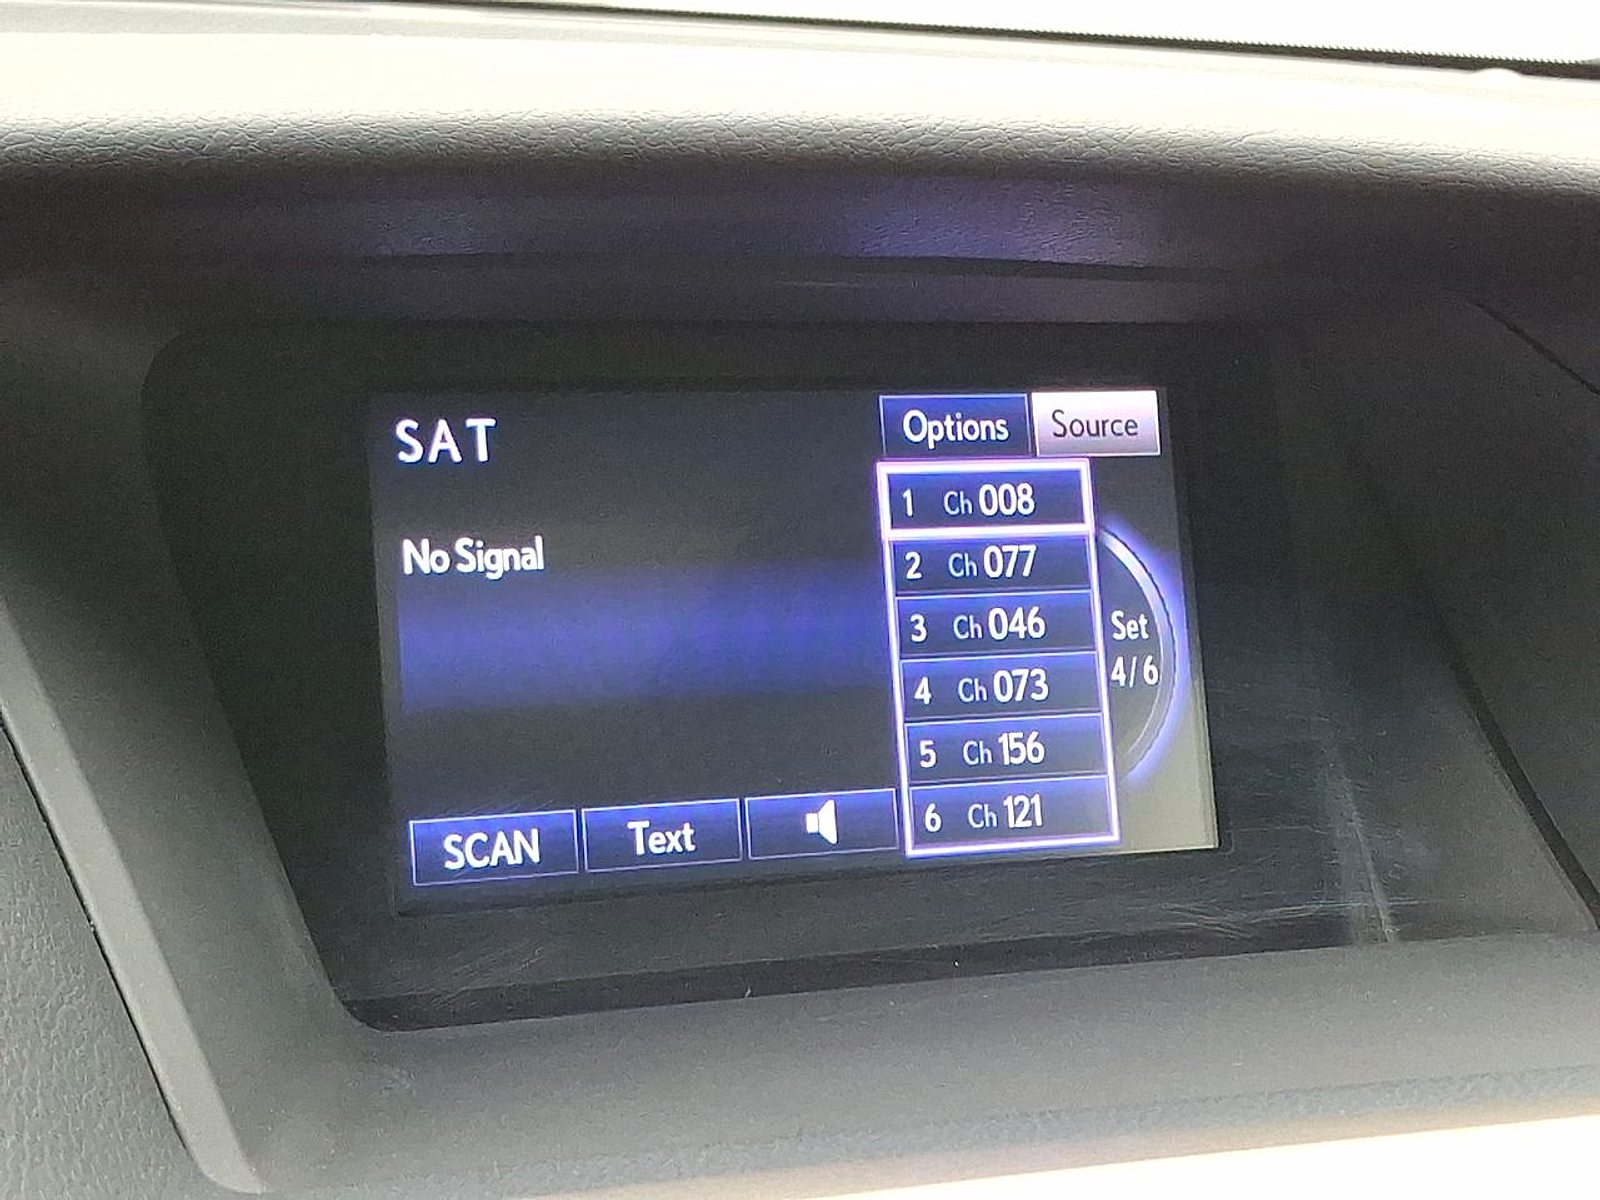 SAT
Options
Source
No Signal
1 Ch 008
2 Ch 077
3 Ch 046
4 Ch 073
5 Ch 156
6 Ch 121
Set
4/6
SCAN
Text